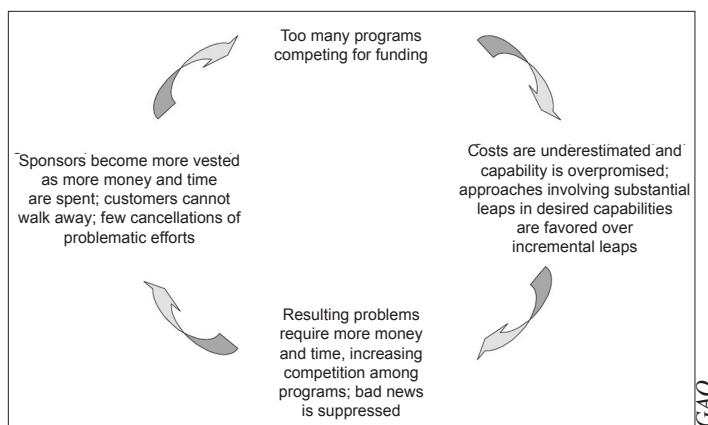 Too many programs
competing for funding
Costs are underestimated and
capability is overpromised;
approaches involving substantial
leaps in desired capabilities
are favored over
incremental leaps
Resulting problems
require more money
and time, increasing
competition among
programs; bad news
is suppressed
Sponsors become more vested
as more money and time
are spent; customers cannot
walk away; few cancellations of
problematic efforts
GAO